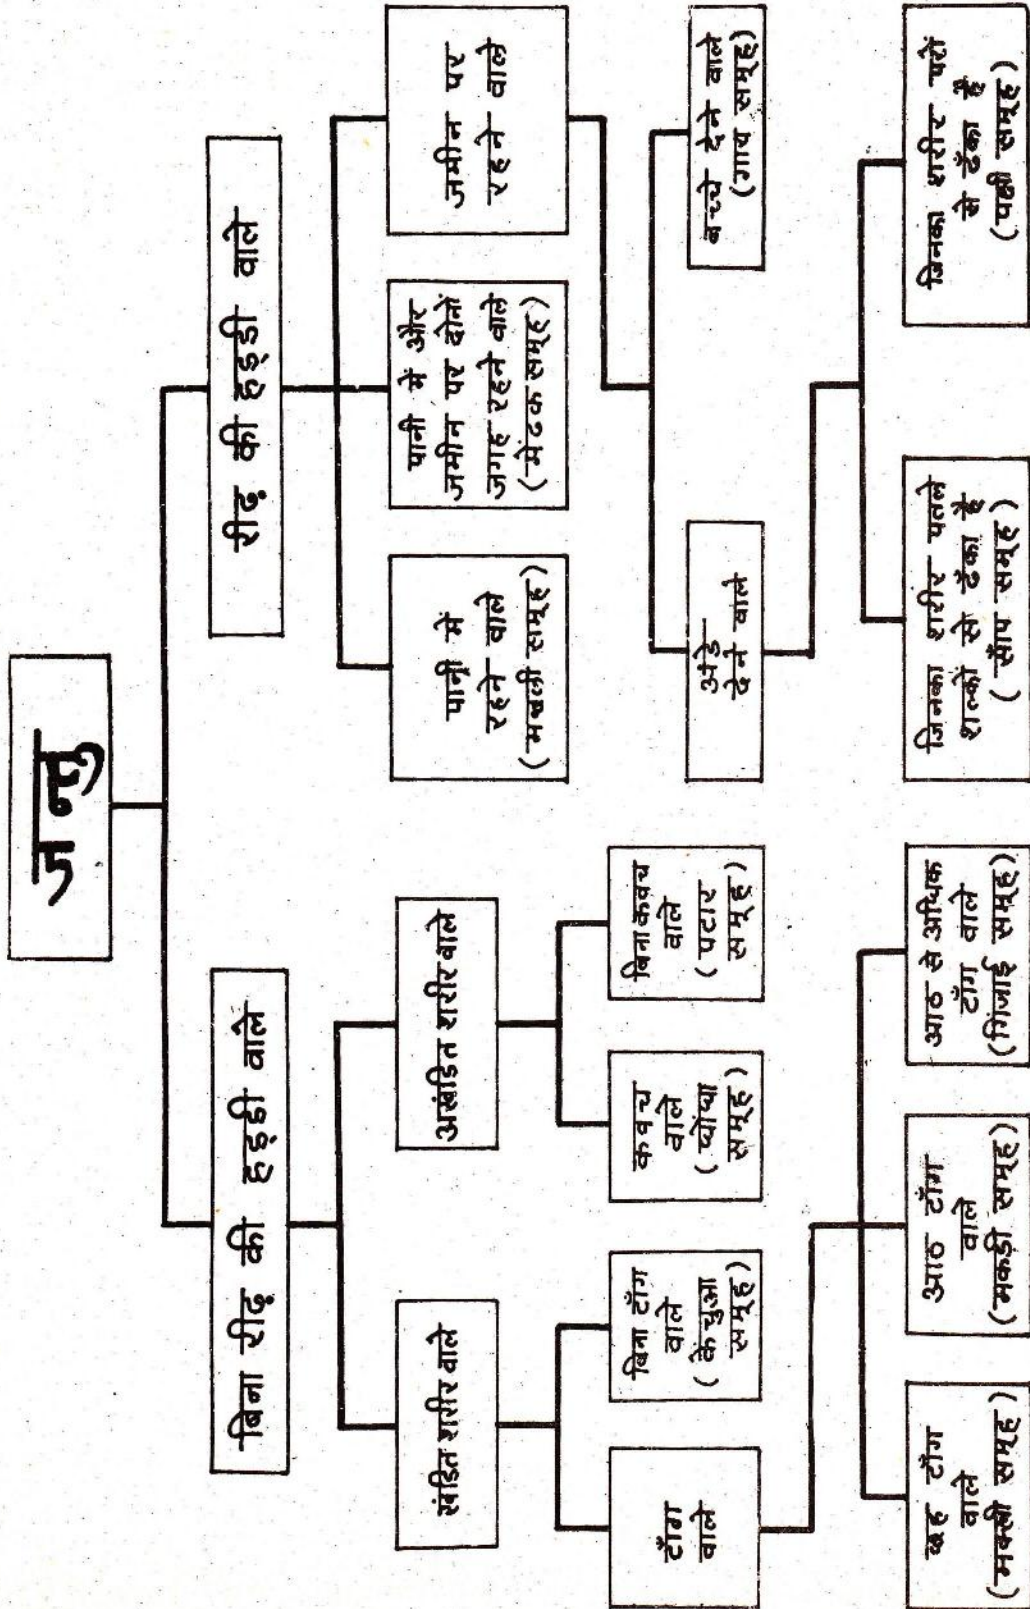 जन्तु
बिना रीढ़ की हड्डी वाले
रीढ़ की हड्डी वाले
खंडित शरीर वाले
अखंडित शरीर वाले
पानी में
रहने वाले
(मछली समूह)
पानी में और
जमीन पर दोनों
जगह रहने वाले
(मेंढक समूह)
जमीन पर
रहने वाले
टाँग
वाले
बिना टाँग
वाले
(केंचुआ
समूह)
कवच
वाले
(घोंघा
समूह)
बिना कवच
वाले
(पटार
समूह)
अंडे
देने वाले
बच्चे देने वाले
(गाय समूह)
छह टाँग
वाले
(मक्खी समूह)
आठ टाँग
वाले
(मकड़ी समूह)
आठ से अधिक
टाँग वाले
(गिजाई समूह)
जिनका शरीर पतले
शल्कों से ढँका है
(साँप समूह)
जिनका शरीर परों
से ढँका है
(पक्षी समूह)